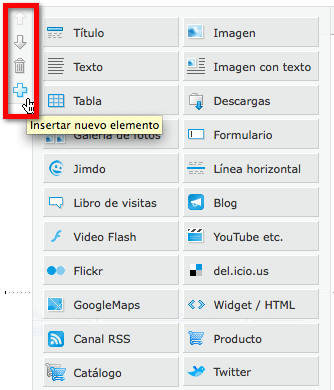 Título Imagen
Texto Imagen con texto
Tabla Descargas
Insertar nuevo elemento
Galería de fotos Formulario
Jimdo Línea horizontal
Libro de visitas Blog
Video Flash YouTube etc.
Flickr del.icio.us
GoogleMaps Widget / HTML
Canal RSS Producto
Catálogo Twitter